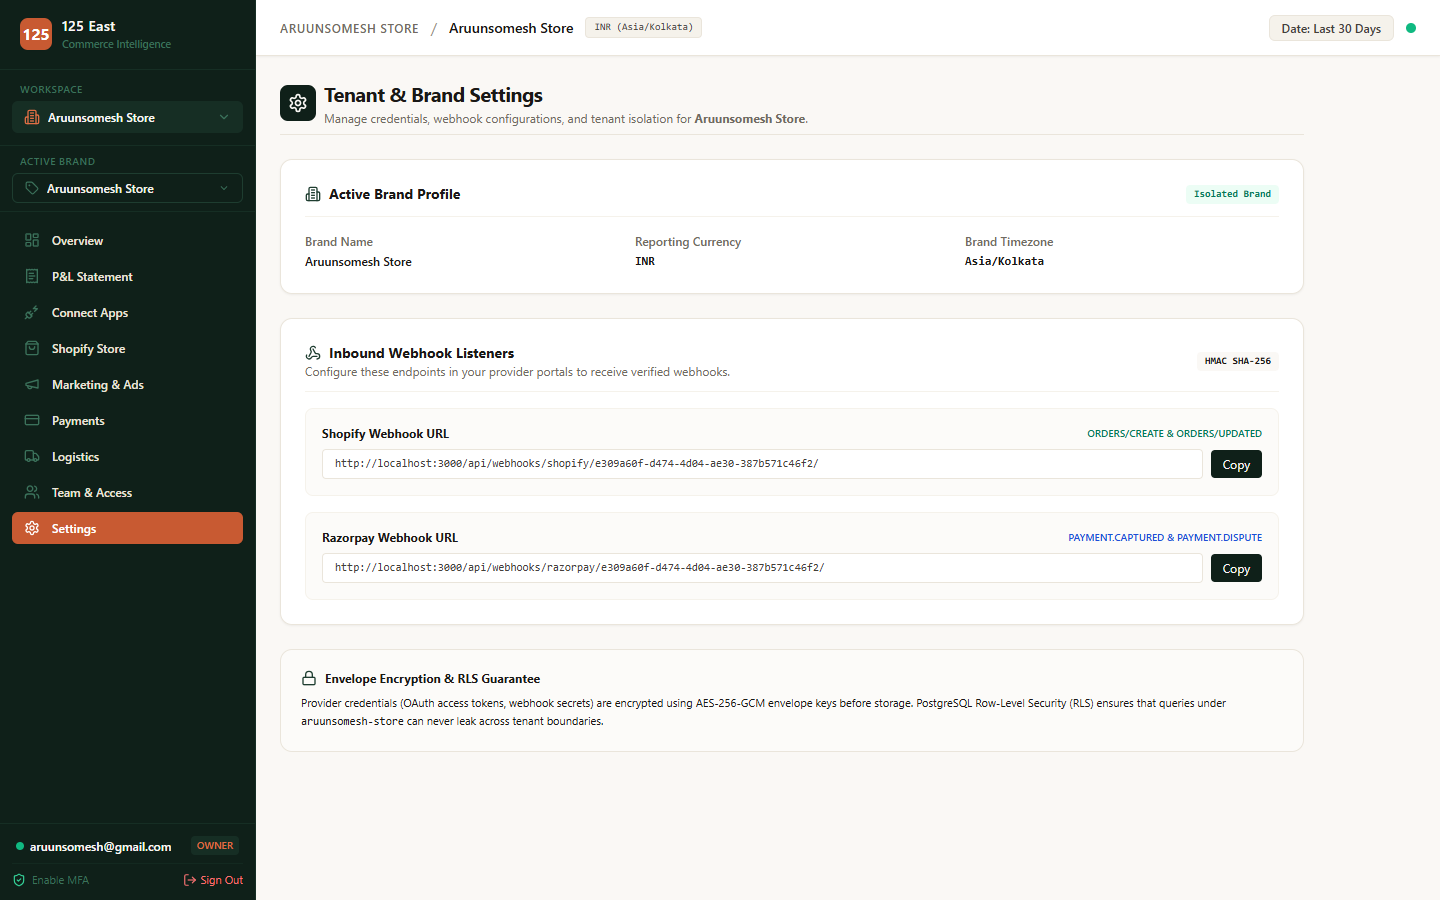 125
125 East
Commerce Intelligence
WORKSPACE
Aruunsomesh Store
ACTIVE BRAND
Aruunsomesh Store
Overview
P&L Statement
Connect Apps
Shopify Store
Marketing & Ads
Payments
Logistics
Team & Access
Settings
aruunsomesh@gmail.com OWNER
Enable MFA Sign Out
ARUUNSOMESH STORE / Aruunsomesh Store INR (Asia/Kolkata) Date: Last 30 Days
Tenant & Brand Settings
Manage credentials, webhook configurations, and tenant isolation for Aruunsomesh Store.
Active Brand Profile Isolated Brand
Brand Name Reporting Currency Brand Timezone
Aruunsomesh Store INR Asia/Kolkata
Inbound Webhook Listeners
Configure these endpoints in your provider portals to receive verified webhooks.
HMAC SHA-256
Shopify Webhook URL ORDERS/CREATE & ORDERS/UPDATED
http://localhost:3000/api/webhooks/shopify/e309a60f-d474-4d04-ae30-387b571c46f2/ Copy
Razorpay Webhook URL PAYMENT.CAPTURED & PAYMENT.DISPUTE
http://localhost:3000/api/webhooks/razorpay/e309a60f-d474-4d04-ae30-387b571c46f2/ Copy
Envelope Encryption & RLS Guarantee
Provider credentials (OAuth access tokens, webhook secrets) are encrypted using AES-256-GCM envelope keys before storage. PostgreSQL Row-Level Security (RLS) ensures that queries under
aruunsomesh-store can never leak across tenant boundaries.